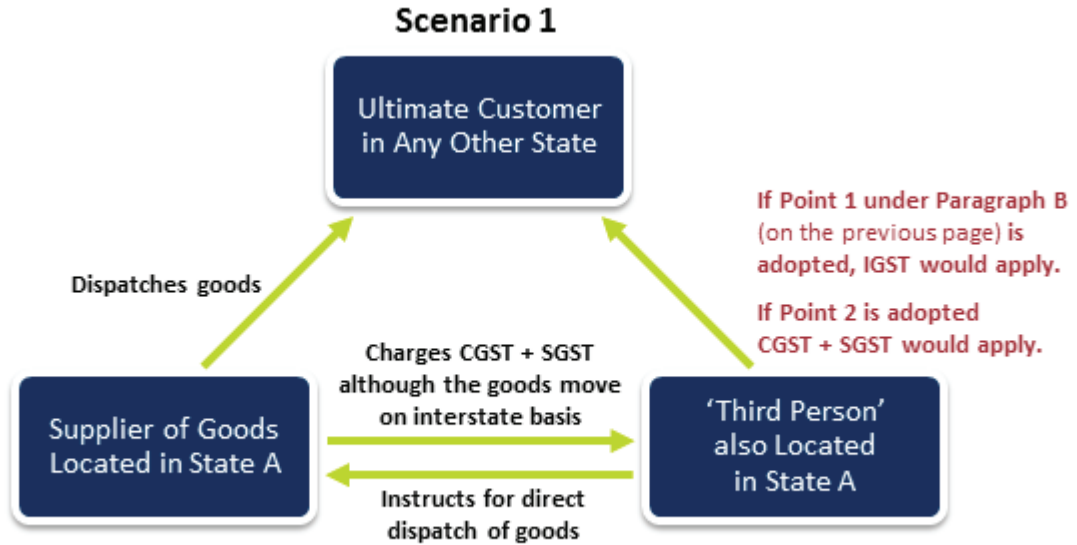 Scenario 1
Ultimate Customer
in Any Other State
If Point 1 under Paragraph B
(on the previous page) is
adopted, IGST would apply.
If Point 2 is adopted
CGST + SGST would apply.
Dispatches goods
Charges CGST + SGST
although the goods move
on interstate basis
Supplier of Goods
Located in State A
‘Third Person’
also Located
in State A
Instructs for direct
dispatch of goods